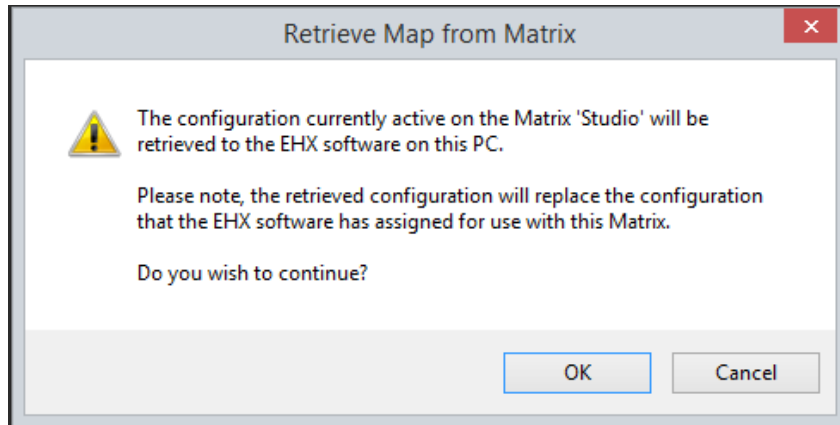 Retrieve Map from Matrix
The configuration currently active on the Matrix 'Studio' will be
retrieved to the EHX software on this PC.
Please note, the retrieved configuration will replace the configuration
that the EHX software has assigned for use with this Matrix.
Do you wish to continue?
OK Cancel